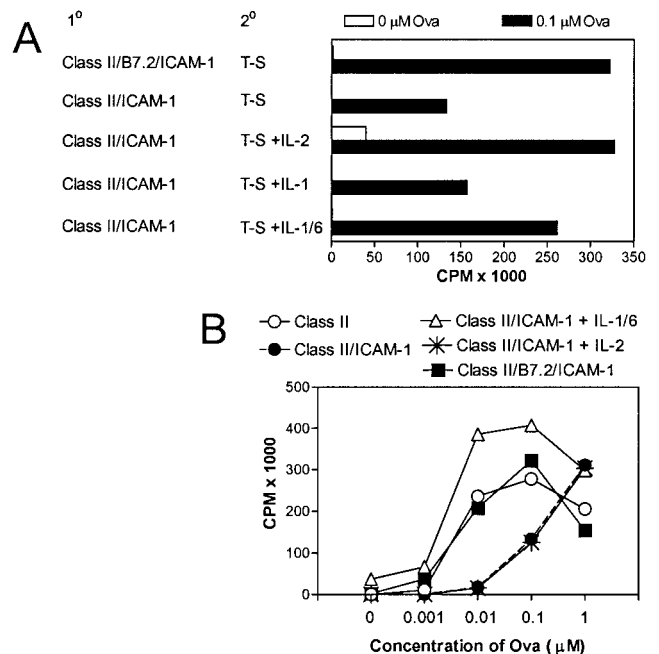 A
1º 2º
0 μM Ova 0.1 μM Ova
Class II/B7.2/ICAM-1 T-S
Class II/ICAM-1 T-S
Class II/ICAM-1 T-S +IL-2
Class II/ICAM-1 T-S +IL-1
Class II/ICAM-1 T-S +IL-1/6
0 50 100 150 200 250 300 350
CPM x 1000
B
Class II
Class II/ICAM-1
Class II/ICAM-1 + IL-1/6
Class II/ICAM-1 + IL-2
Class II/B7.2/ICAM-1
500
400
300
200
100
0
CPM x 1000
0 0.001 0.01 0.1 1
Concentration of Ova ( μM)